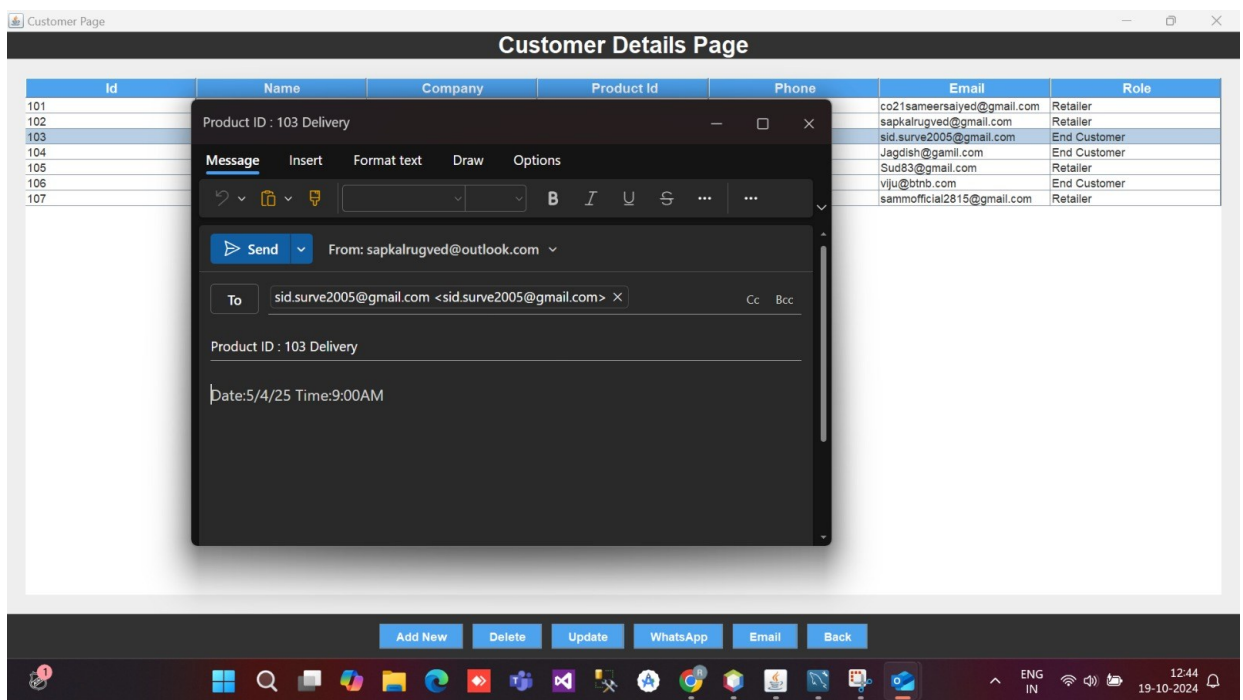 Customer Page
Customer Details Page
Id Name Company Product Id Phone Email Role
101 co21sameersaiyed@gmail.com Retailer
102 sapkalrugved@gmail.com Retailer
103 sid.surve2005@gmail.com End Customer
104 Jagdish@gamil.com End Customer
105 Sud83@gmail.com Retailer
106 viju@btnb.com End Customer
107 sammofficial2815@gmail.com Retailer
Product ID : 103 Delivery
Message Insert Format text Draw Options
B I U S
Send From: sapkalrugved@outlook.com
To sid.surve2005@gmail.com <sid.surve2005@gmail.com> Cc Bcc
Product ID : 103 Delivery
Date:5/4/25 Time:9:00AM
Add New Delete Update WhatsApp Email Back
1 ENG 12:44
IN 19-10-2024